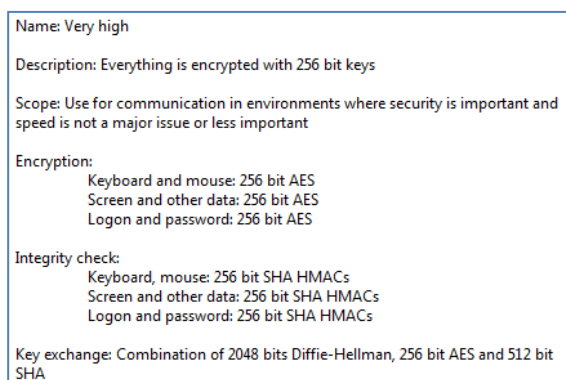 Name: Very high
Description: Everything is encrypted with 256 bit keys
Scope: Use for communication in environments where security is important and
speed is not a major issue or less important
Encryption:
Keyboard and mouse: 256 bit AES
Screen and other data: 256 bit AES
Logon and password: 256 bit AES
Integrity check:
Keyboard, mouse: 256 bit SHA HMACs
Screen and other data: 256 bit SHA HMACs
Logon and password: 256 bit SHA HMACs
Key exchange: Combination of 2048 bits Diffie-Hellman, 256 bit AES and 512 bit
SHA